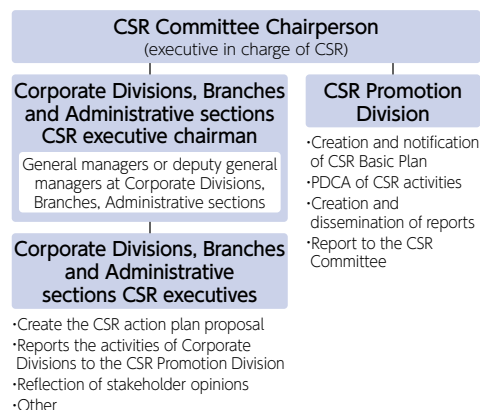 CSR Committee Chairperson
(executive in charge of CSR)
Corporate Divisions, Branches
and Administrative sections
CSR executive chairman
General managers or deputy general
managers at Corporate Divisions,
Branches, Administrative sections
Corporate Divisions, Branches
and Administrative
sections CSR executives
・Create the CSR action plan proposal
・Reports the activities of Corporate
Divisions to the CSR Promotion Division
・Reflection of stakeholder opinions
・Other
CSR Promotion
Division
・Creation and notification
of CSR Basic Plan
・PDCA of CSR activities
・Creation and
dissemination of reports
・Report to the CSR
Committee